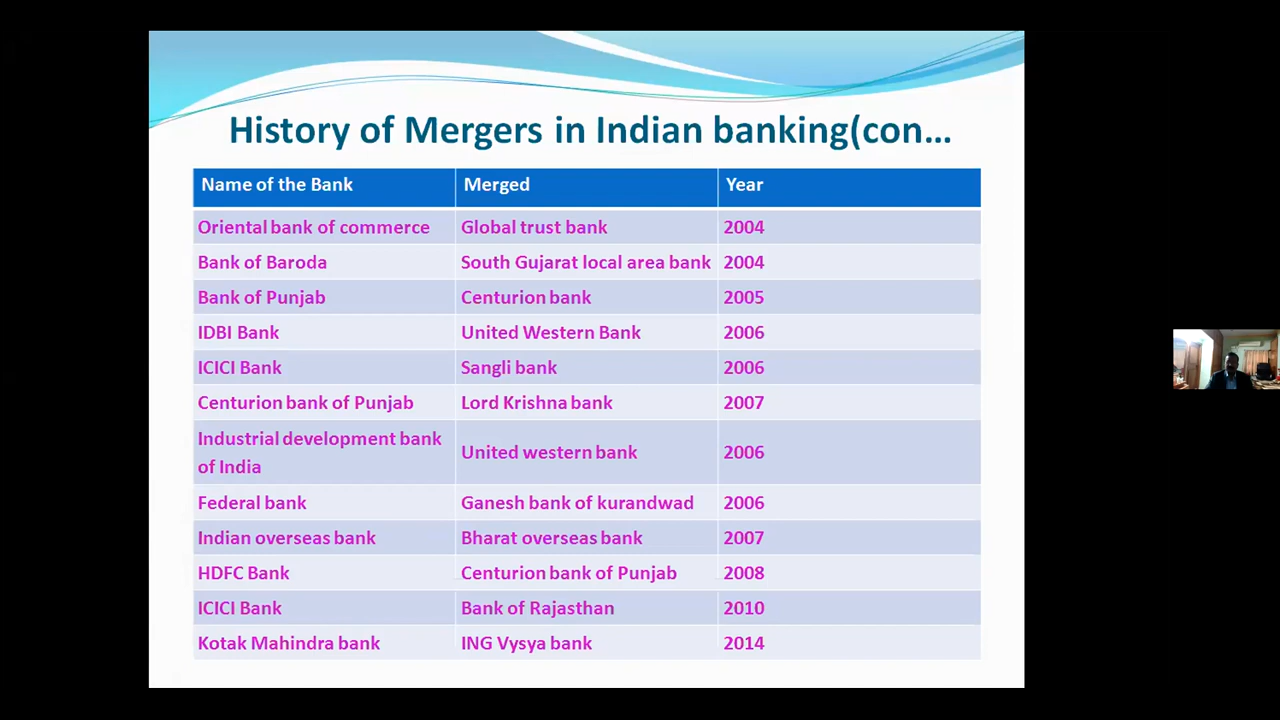 History of Mergers in Indian banking(con...
Name of the Bank Merged Year
Oriental bank of commerce Global trust bank 2004
Bank of Baroda South Gujarat local area bank 2004
Bank of Punjab Centurion bank 2005
IDBI Bank United Western Bank 2006
ICICI Bank Sangli bank 2006
Centurion bank of Punjab Lord Krishna bank 2007
Industrial development bank
of India United western bank 2006
Federal bank Ganesh bank of kurandwad 2006
Indian overseas bank Bharat overseas bank 2007
HDFC Bank Centurion bank of Punjab 2008
ICICI Bank Bank of Rajasthan 2010
Kotak Mahindra bank ING Vysya bank 2014